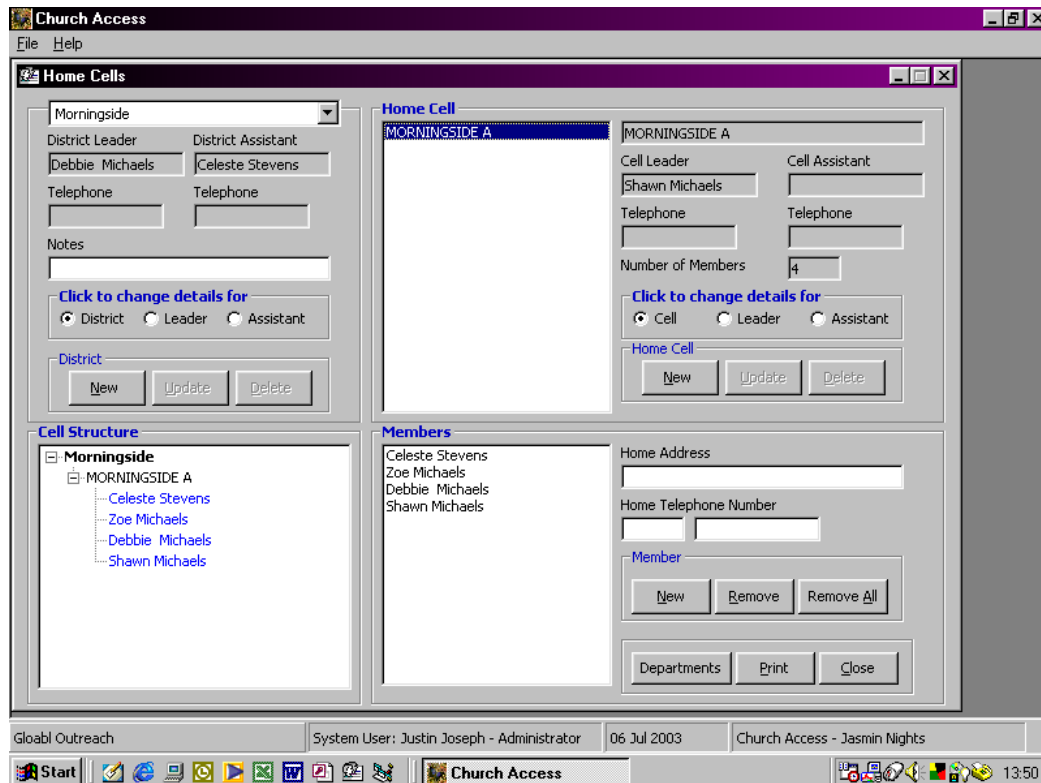 Church Access
File Help
Home Cells
Morningside
District Leader District Assistant
Debbie Michaels Celeste Stevens
Telephone Telephone
Notes
Click to change details for
District Leader Assistant
District
New Update Delete
Home Cell
MORNINGSIDE A
MORNINGSIDE A
Cell Leader Cell Assistant
Shawn Michaels
Telephone Telephone
Number of Members 4
Click to change details for
Cell Leader Assistant
Home Cell
New Update Delete
Cell Structure
Morningside
MORNINGSIDE A
Celeste Stevens
Zoe Michaels
Debbie Michaels
Shawn Michaels
Members
Celeste Stevens
Zoe Michaels
Debbie Michaels
Shawn Michaels
Home Address
Home Telephone Number
Member
New Remove Remove All
Departments Print Close
Gloabl Outreach System User: Justin Joseph - Administrator 06 Jul 2003 Church Access - Jasmin Nights
Start Church Access 13:50